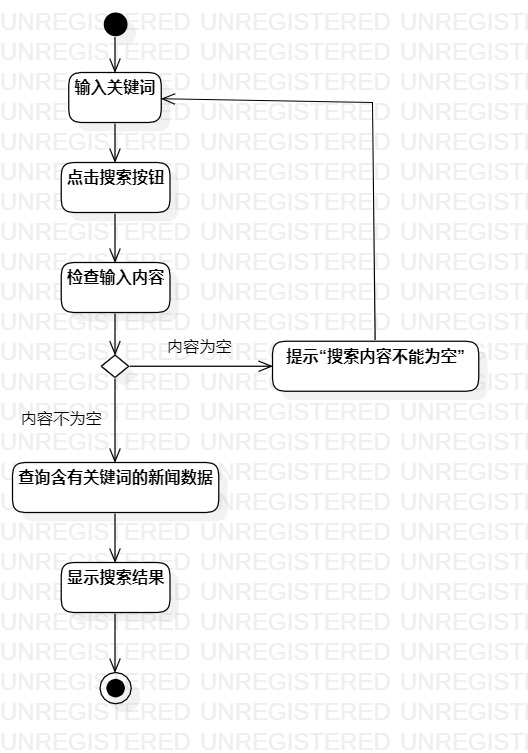 输入关键词
点击搜索按钮
检查输入内容
内容为空
提示“搜索内容不能为空”
内容不为空
查询含有关键词的新闻数据
显示搜索结果
UNREGISTERED